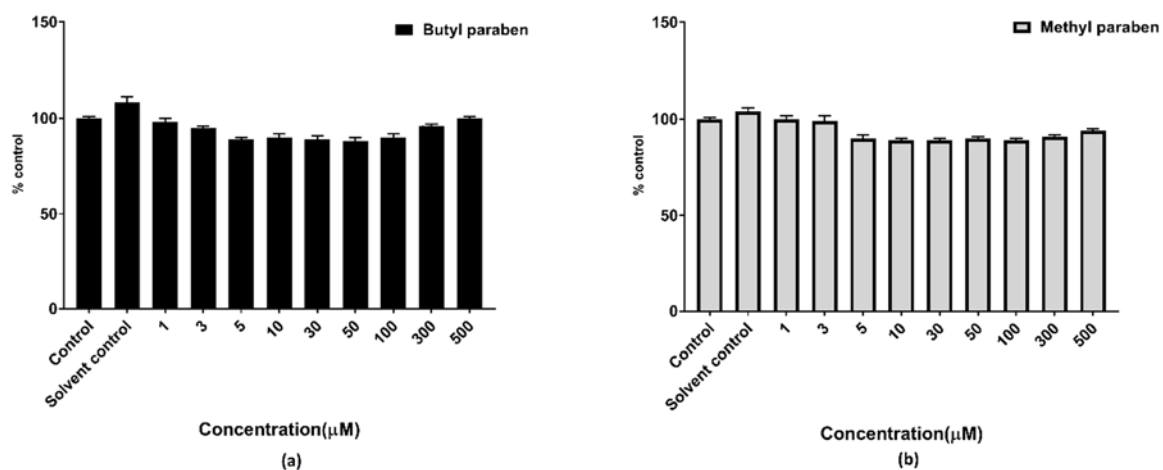 150
100
50
0
% control
Butyl paraben
Control
Solvent control
1
3
5
10
30
50
100
300
500
Concentration(μM)
(a)
150
100
50
0
% control
Methyl paraben
Control
Solvent control
1
3
5
10
30
50
100
300
500
Concentration(μM)
(b)